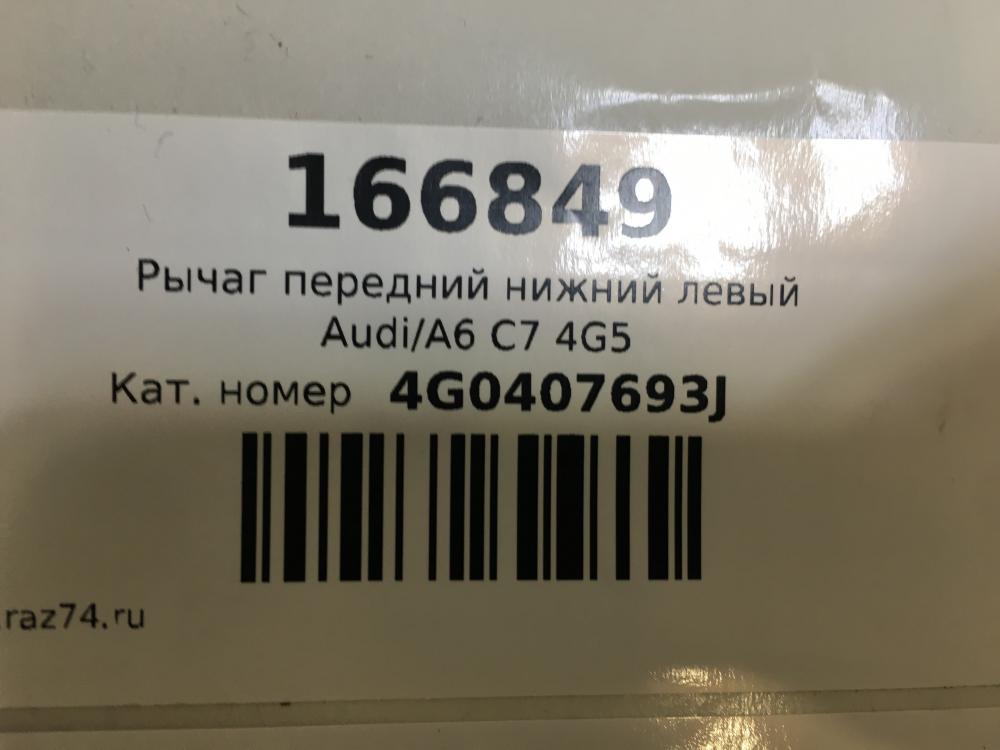 166849
Рычаг передний нижний левый
Audi/A6 C7 4G5
Кат. номер 4G0407693J
.raz74.ru